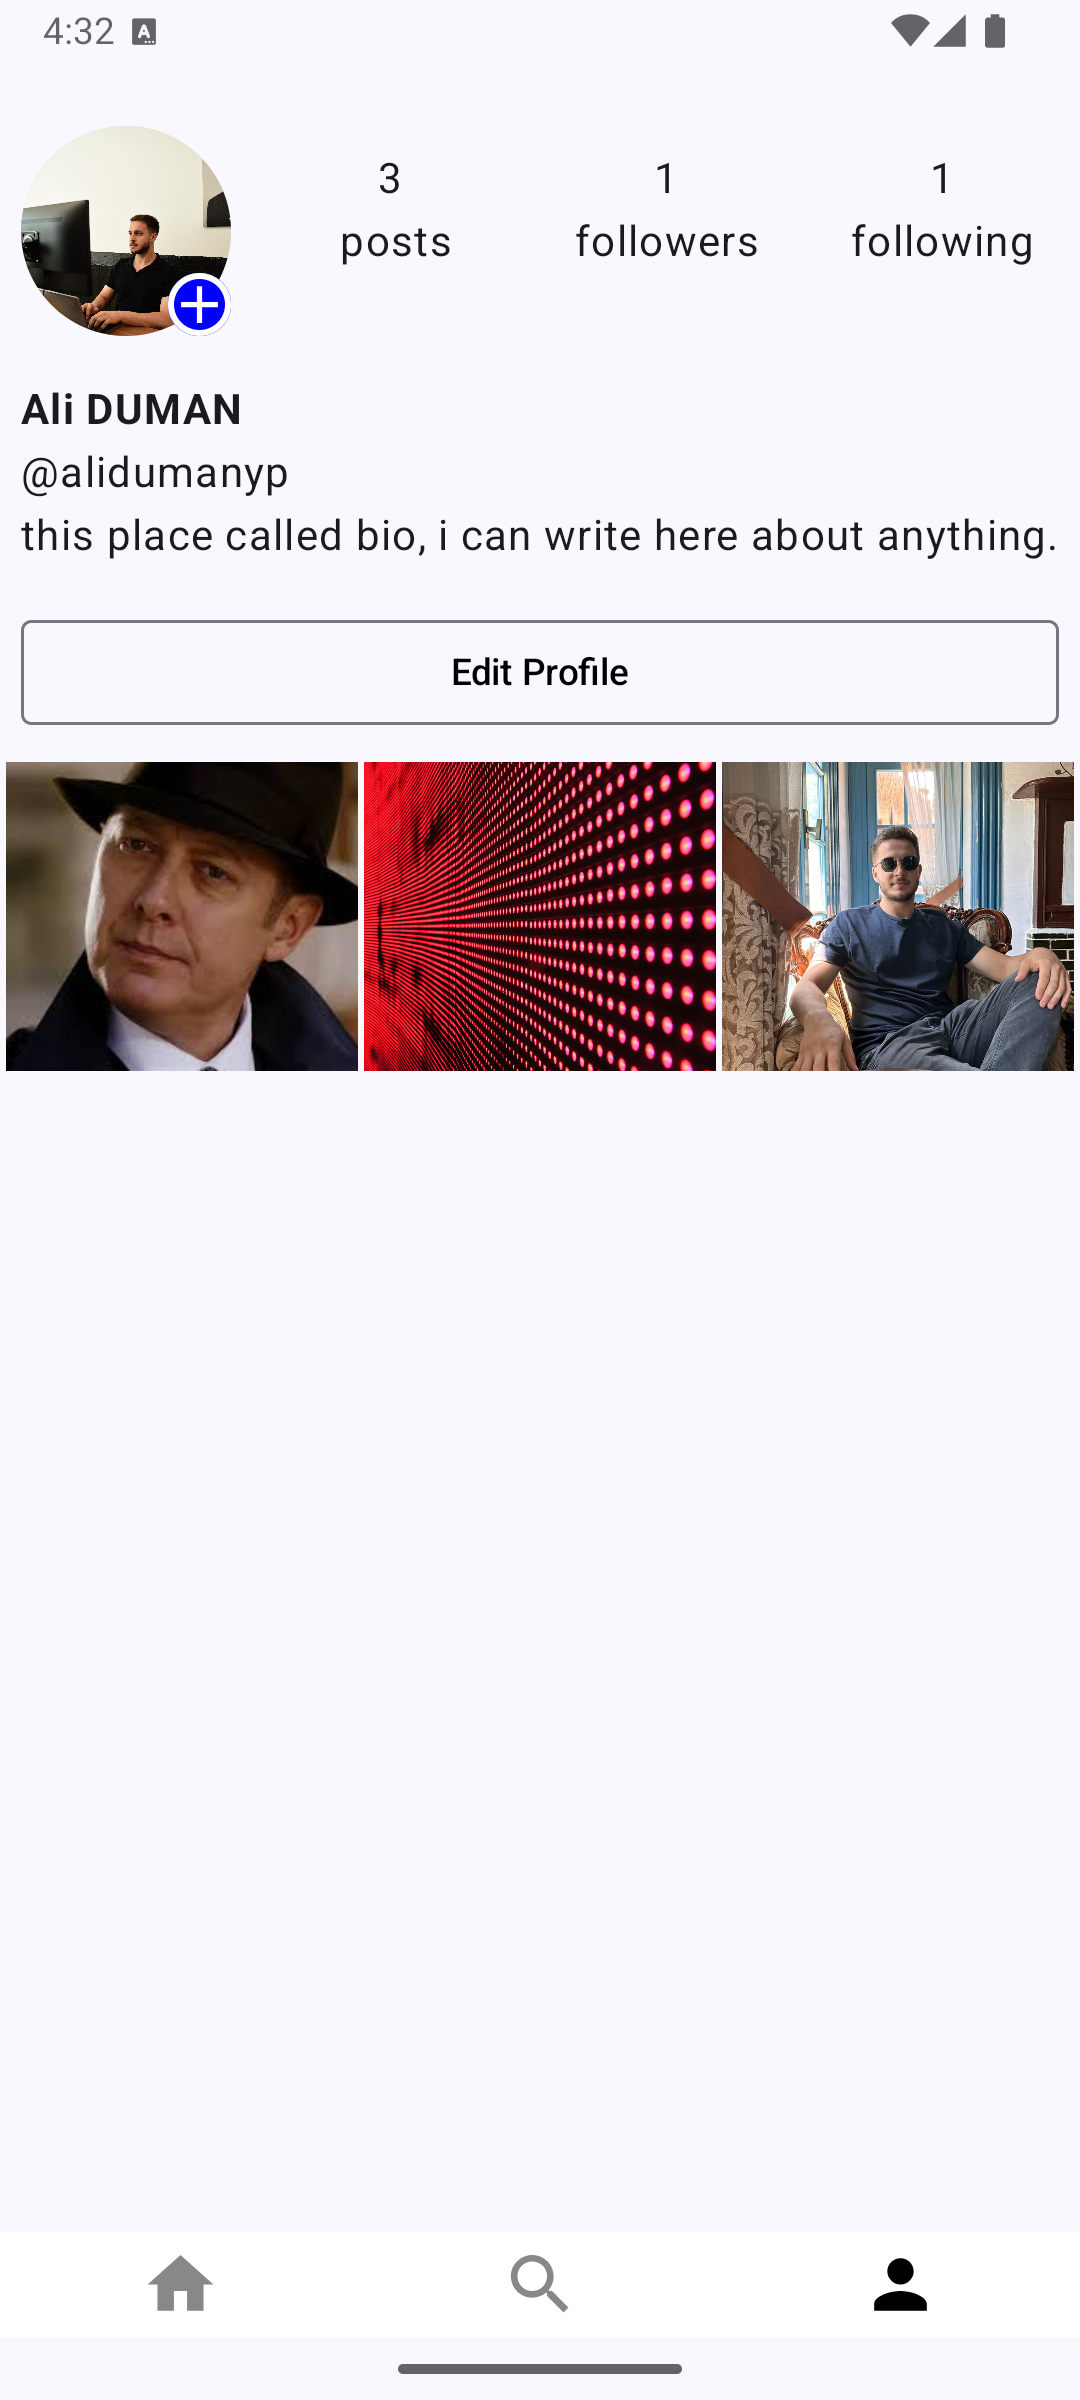 4:32
3 1 1
posts followers following
Ali DUMAN
@alidumanyp
this place called bio, i can write here about anything.
Edit Profile